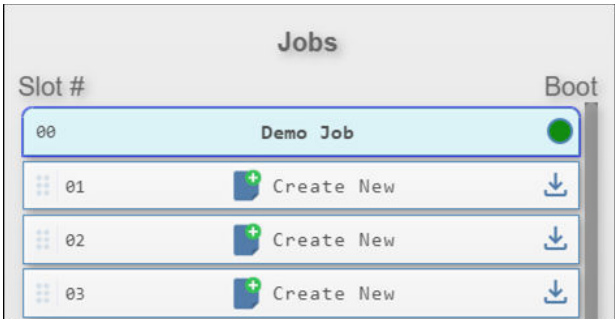 Jobs
Slot # Boot
00 Demo Job
01 Create New
02 Create New
03 Create New